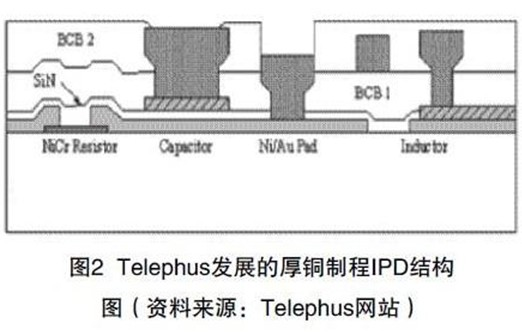 BCB 2
SiN
BCB 1
NiCr Resistor
Capacitor
Ni/Au Pad
Inductor
图2 Telephus发展的厚铜制程IPD结构
图（资料来源：Telephus网站）